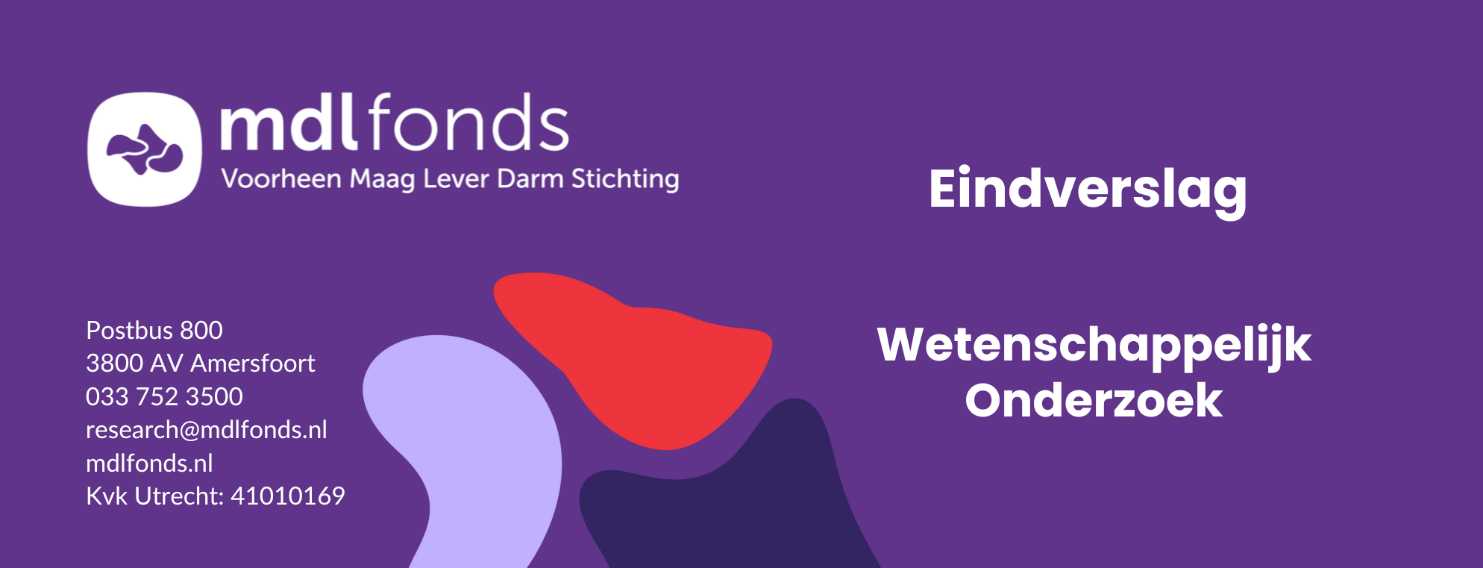 mdlfonds
Voorheen Maag Lever Darm Stichting
Eindverslag
Wetenschappelijk
Onderzoek
Postbus 800
3800 AV Amersfoort
033 752 3500
research@mdlfonds.nl
mdlfonds.nl
Kvk Utrecht: 41010169